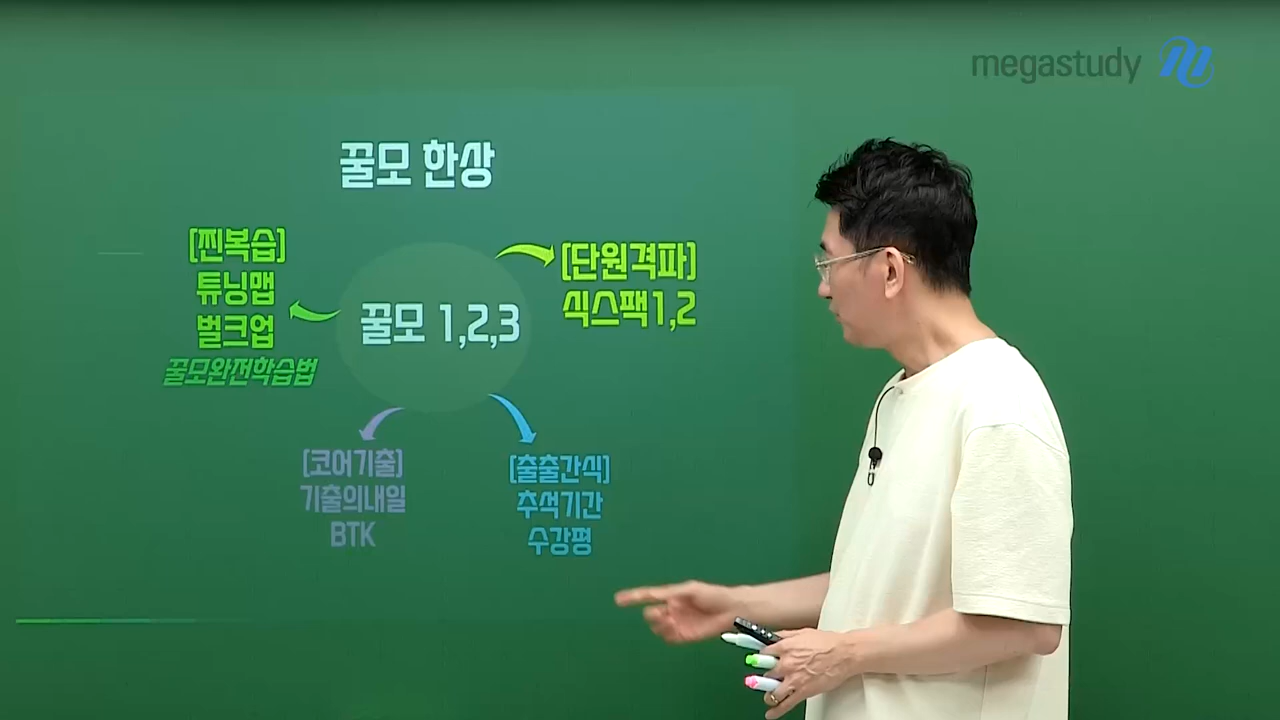 megastudy
꿀모 한상
[찐복습]
튜닝맵
벌크업
꿀모완전학습법
꿀모 1,2,3
[단원격파]
식스팩1,2
[코어기출]
기출의내일
BTK
[출출간식]
추석기간
수강평